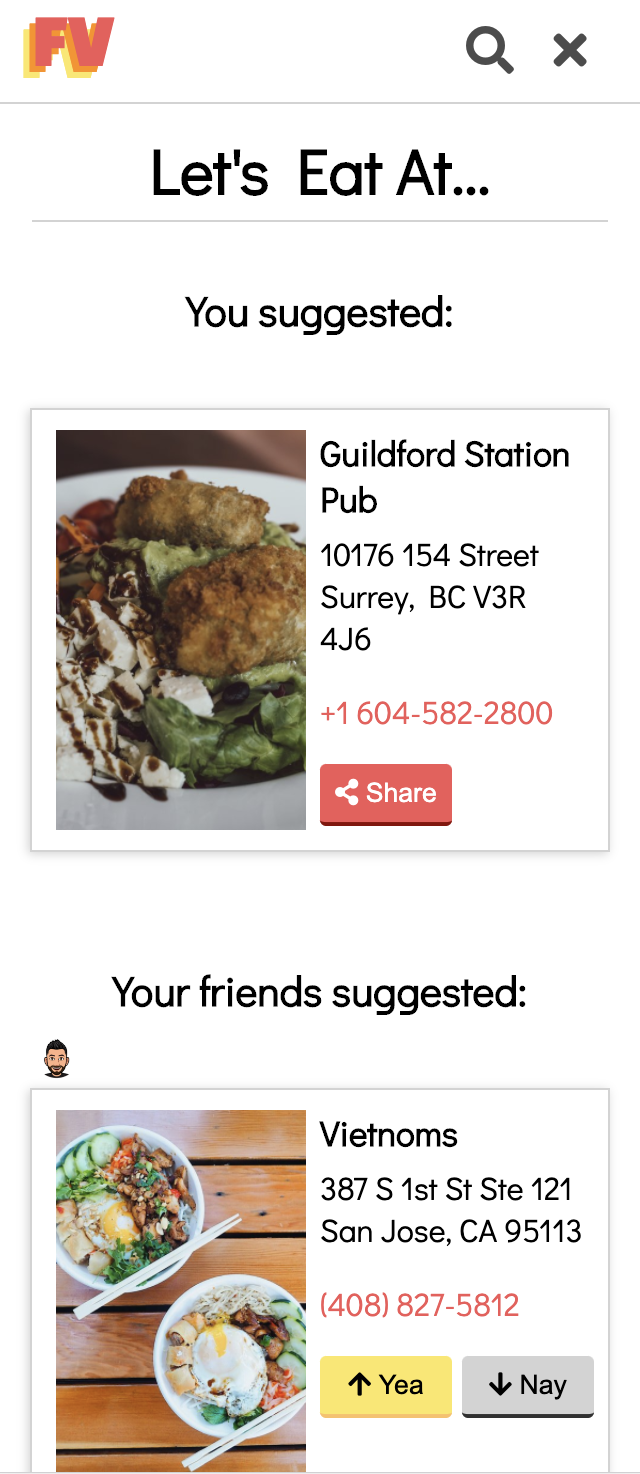 FV
Let's Eat At...
You suggested:
Guildford Station
Pub
10176 154 Street
Surrey, BC V3R
4J6
+1 604-582-2800
Share
Your friends suggested:
Vietnoms
387 S 1st St Ste 121
San Jose, CA 95113
(408) 827-5812
Yea
Nay